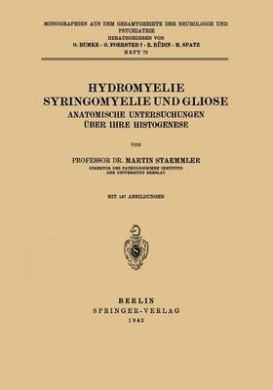 MONOGRAPHIEN AUS DEM GESAMTGEBIETE DER NEUROLOGIE UND
PSYCHIATRIE
HERAUSGEGEBEN VON
O. BUMKE - O. FOERSTER † - E. RÜDIN - H. SPATZ
HEFT 72
HYDROMYELIE
SYRINGOMYELIE UND GLIOSE
ANATOMISCHE UNTERSUCHUNGEN
ÜBER IHRE HISTOGENESE
VON
PROFESSOR DR. MARTIN STAEMMLER
DIREKTOR DES PATHOLOGISCHEN INSTITUTS
DER UNIVERSITÄT BRESLAU
MIT 147 ABBILDUNGEN
BERLIN
SPRINGER-VERLAG
1942